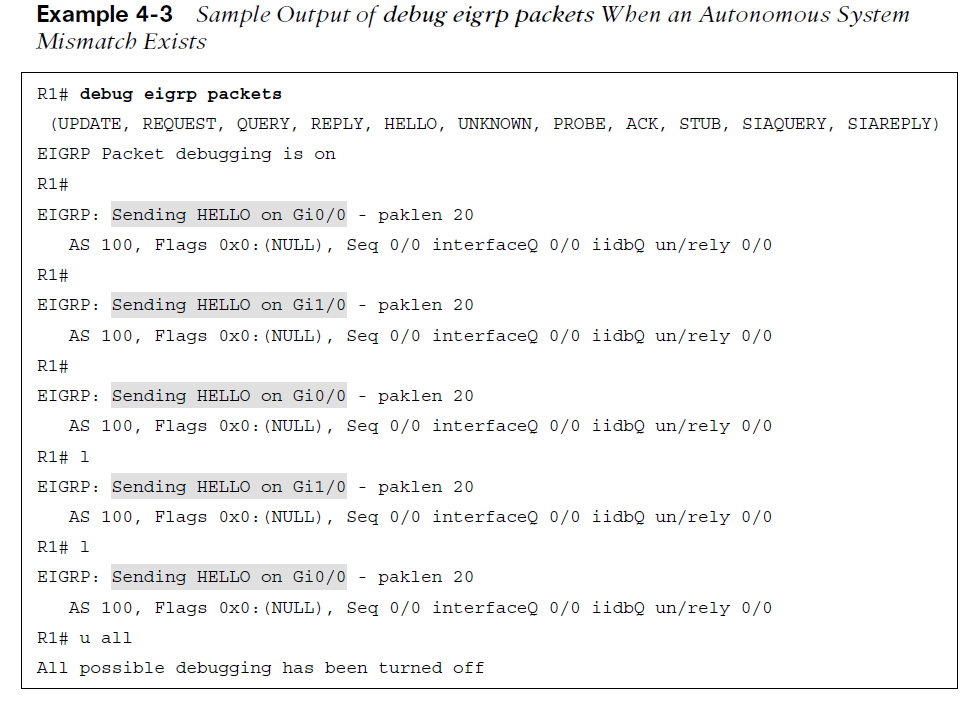 Example 4-3 Sample Output of debug eigrp packets When an Autonomous System
Mismatch Exists
R1# debug eigrp packets
(UPDATE, REQUEST, QUERY, REPLY, HELLO, UNKNOWN, PROBE, ACK, STUB, SIAQUERY, SIAREPLY)
EIGRP Packet debugging is on
R1#
EIGRP: Sending HELLO on Gi0/0 - paklen 20
AS 100, Flags 0x0:(NULL), Seq 0/0 interfaceQ 0/0 iidbQ un/rely 0/0
R1#
EIGRP: Sending HELLO on Gi1/0 - paklen 20
AS 100, Flags 0x0:(NULL), Seq 0/0 interfaceQ 0/0 iidbQ un/rely 0/0
R1#
EIGRP: Sending HELLO on Gi0/0 - paklen 20
AS 100, Flags 0x0:(NULL), Seq 0/0 interfaceQ 0/0 iidbQ un/rely 0/0
R1# l
EIGRP: Sending HELLO on Gi1/0 - paklen 20
AS 100, Flags 0x0:(NULL), Seq 0/0 interfaceQ 0/0 iidbQ un/rely 0/0
R1# l
EIGRP: Sending HELLO on Gi0/0 - paklen 20
AS 100, Flags 0x0:(NULL), Seq 0/0 interfaceQ 0/0 iidbQ un/rely 0/0
R1# u all
All possible debugging has been turned off